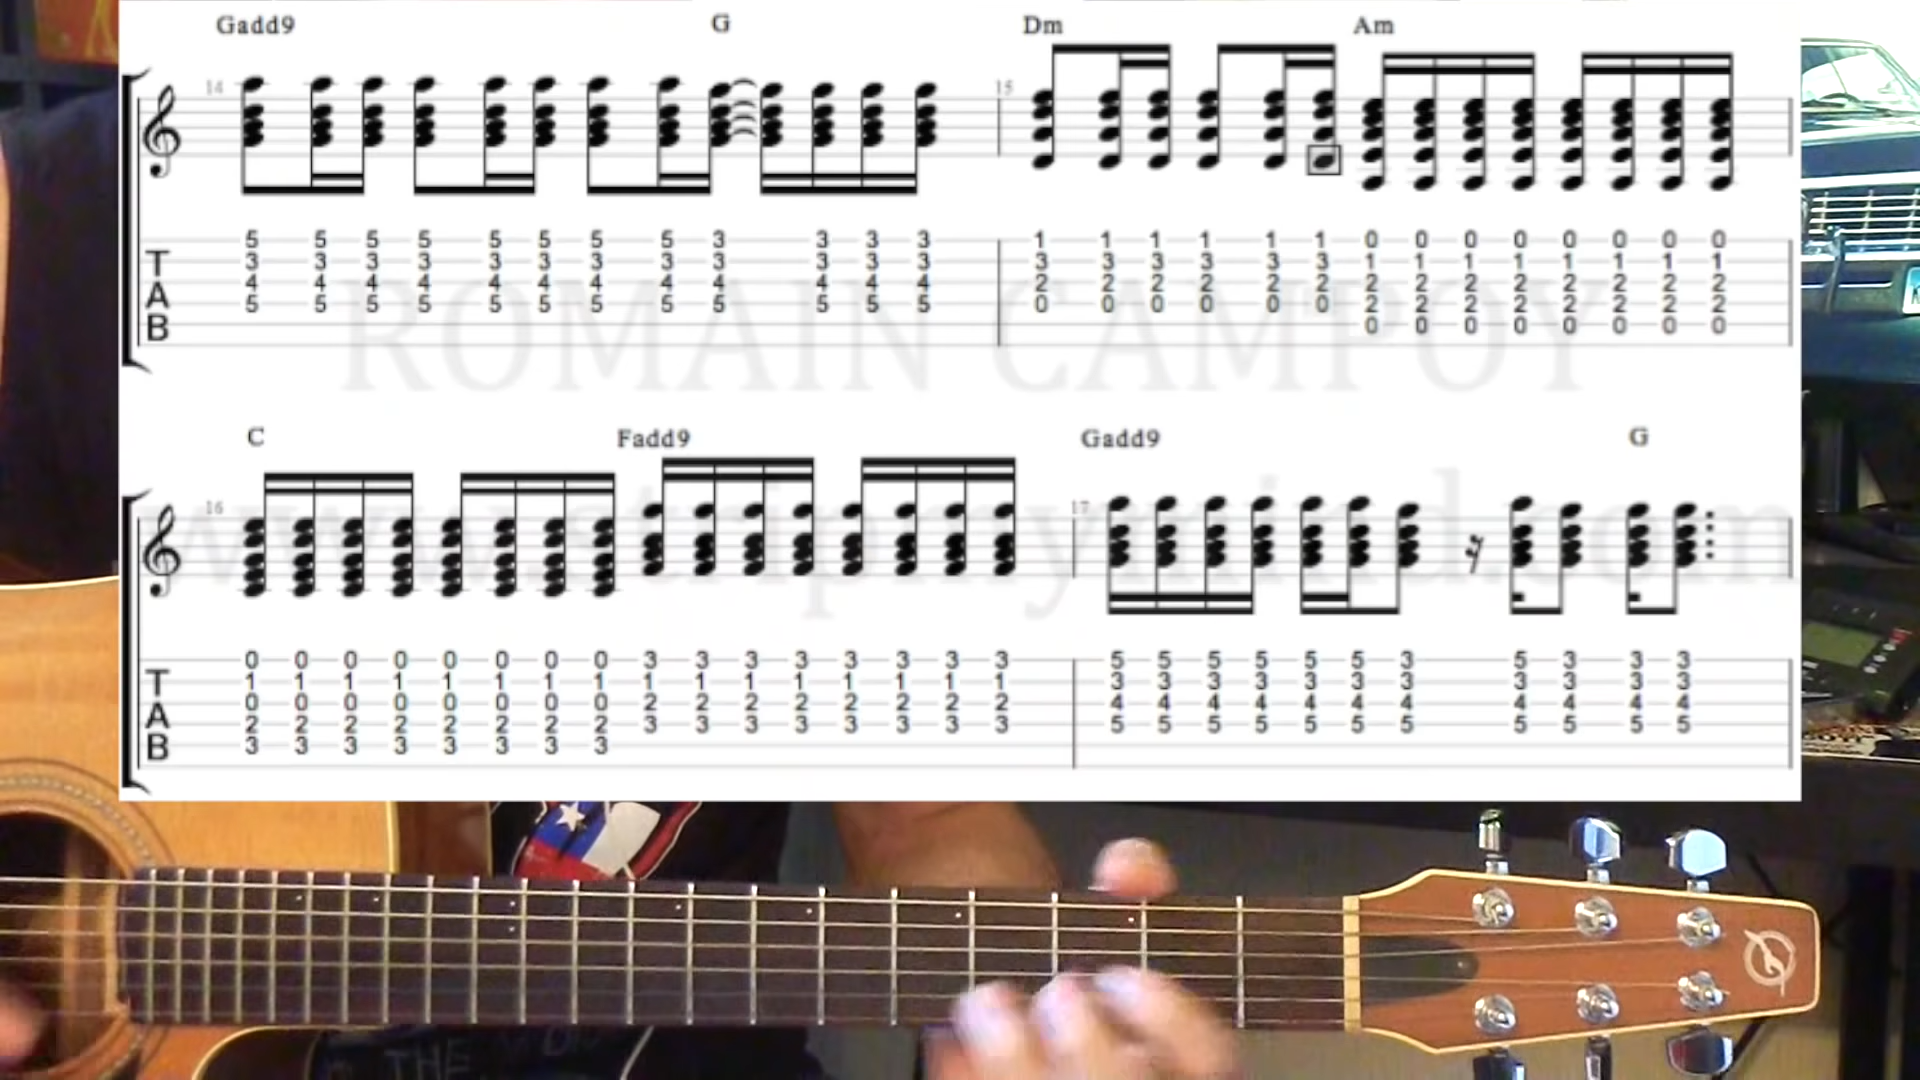 Gadd9 G Dm Am
14 15
5 5 5 5 5 5 5 5 3 3 3 3 1 1 1 1 1 1 0 0 0 0 0 0 0 0
T 3 3 3 3 3 3 3 3 3 3 3 3 3 3 3 3 3 3 1 1 1 1 1 1 1 1
A 4 4 4 4 4 4 4 4 4 4 4 4 2 2 2 2 2 2 2 2 2 2 2 2 2 2
B 5 5 5 5 5 5 5 5 5 5 5 5 0 0 0 0 0 0 2 2 2 2 2 2 2 2
0 0 0 0 0 0 0 0
ROMAIN CAMPOY
C Fadd9 Gadd9 G
16 17
www.stripmymind.com
0 0 0 0 0 0 0 0 3 3 3 3 3 3 3 3 5 5 5 5 5 5 3 5 3 3 3
T 1 1 1 1 1 1 1 1 1 1 1 1 1 1 1 1 3 3 3 3 3 3 3 3 3 3 3
A 0 0 0 0 0 0 0 0 2 2 2 2 2 2 2 2 4 4 4 4 4 4 4 4 4 4 4
B 2 2 2 2 2 2 2 2 3 3 3 3 3 3 3 3 5 5 5 5 5 5 5 5 5 5 5
3 3 3 3 3 3 3 3
THE